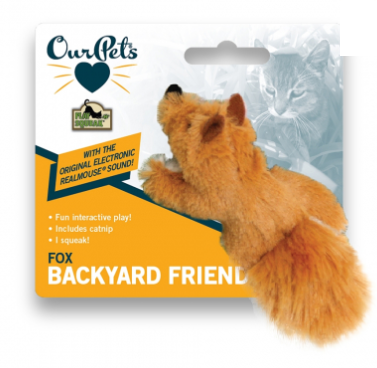 OurPets®
PLAY-N-SQUEAK®
WITH THE
ORIGINAL ELECTRONIC
REALMOUSE® SOUND!
• Fun interactive play!
• Includes catnip
• I squeak!
FOX
BACKYARD FRIEND